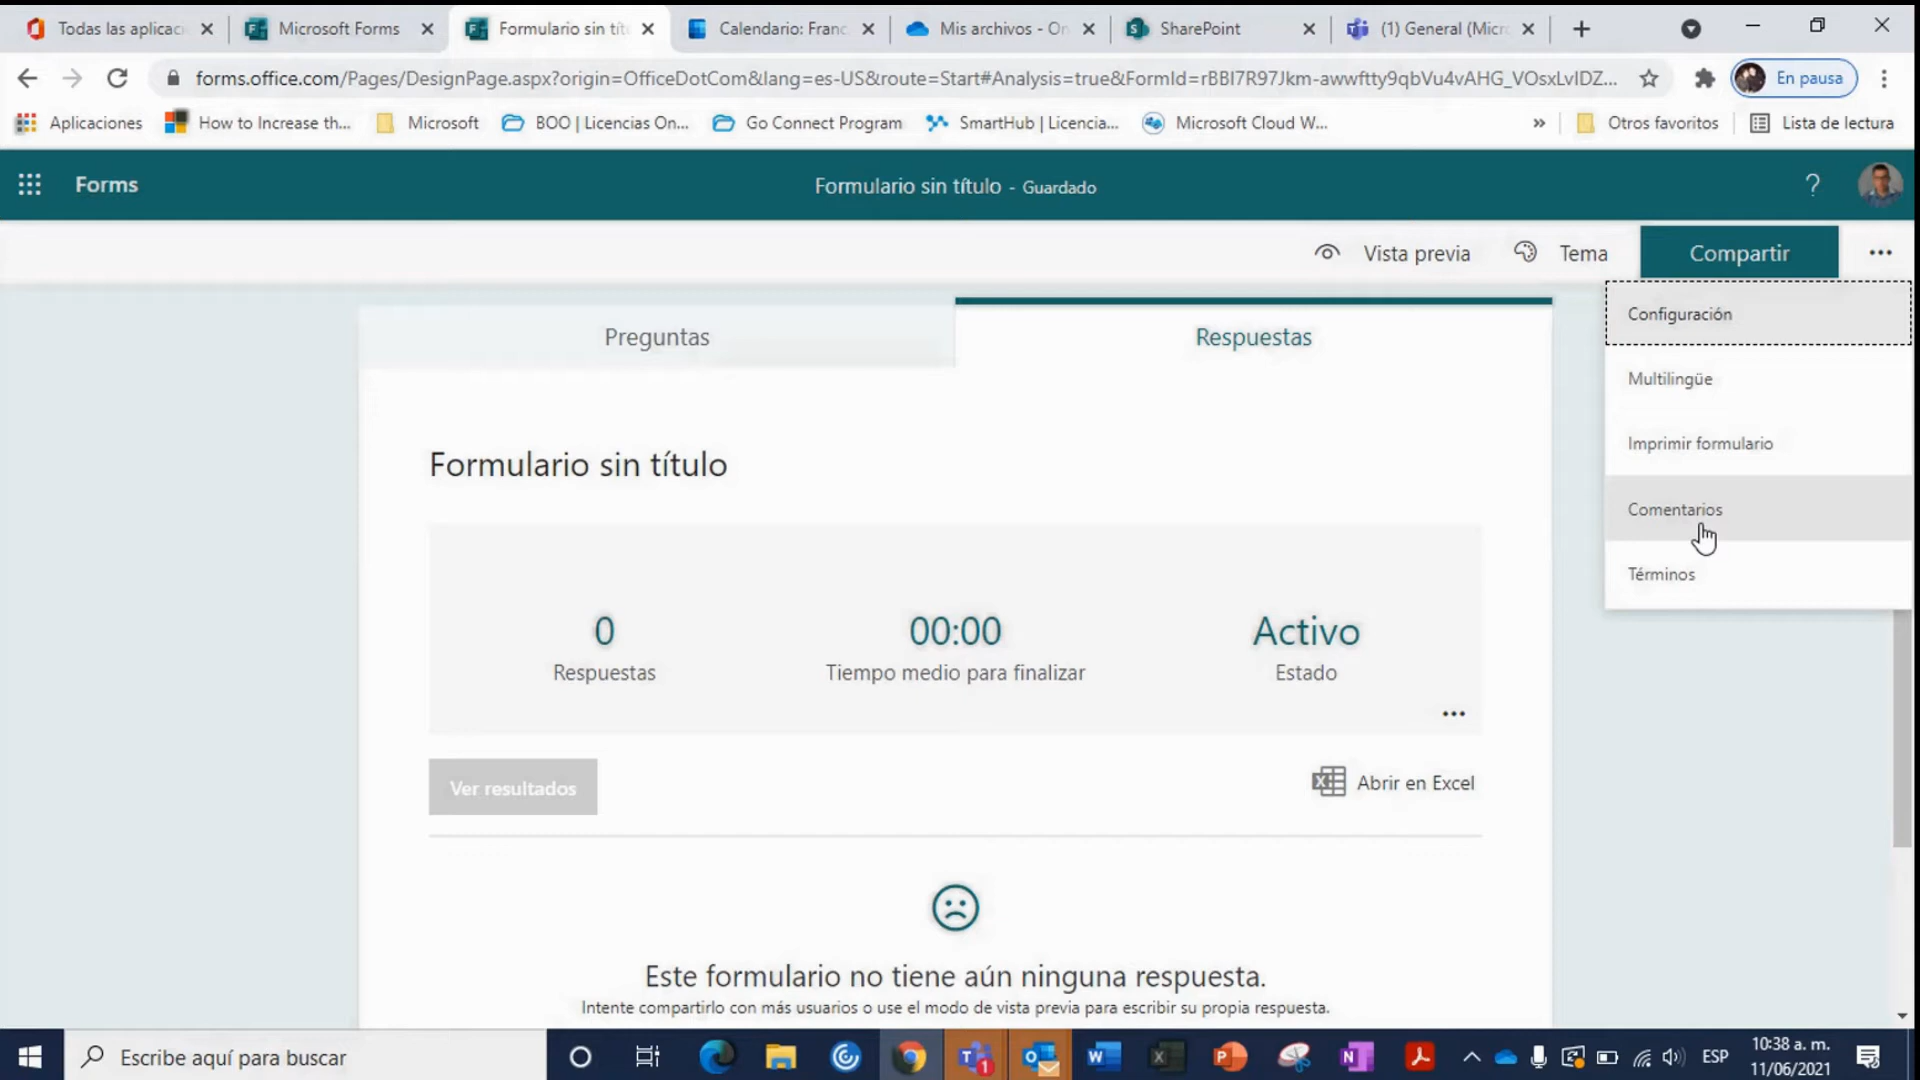 Todas las aplicac
Microsoft Forms
Formulario sin tít
Calendario: Franc
Mis archivos - On
SharePoint
(1) General (Micro
forms.office.com/Pages/DesignPage.aspx?origin=OfficeDotCom&lang=es-US&route=Start#Analysis=true&FormId=rBBI7R97Jkm-awwftty9qbVu4vAHG_VOsxLvIDZ...
En pausa
Aplicaciones
How to Increase th...
Microsoft
BOO | Licencias On...
Go Connect Program
SmartHub | Licencia...
Microsoft Cloud W...
»
Otros favoritos
Lista de lectura
Forms
Formulario sin título - Guardado
?
Vista previa
Tema
Compartir
...
Configuración
Multilingüe
Imprimir formulario
Comentarios
Términos
Preguntas
Respuestas
Formulario sin título
0
Respuestas
00:00
Tiempo medio para finalizar
Activo
Estado
...
Ver resultados
Abrir en Excel
Este formulario no tiene aún ninguna respuesta.
Intente compartirlo con más usuarios o use el modo de vista previa para escribir su propia respuesta.
Escribe aquí para buscar
1
ESP
10:38 a. m.
11/06/2021